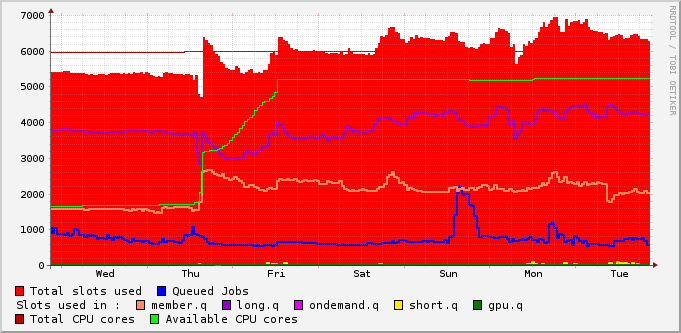 7000
6000
5000
4000
3000
2000
1000
0
Wed Thu Fri Sat Sun Mon Tue
Total slots used Queued Jobs
Slots used in : member.q long.q ondemand.q short.q gpu.q
Total CPU cores Available CPU cores
RRDTOOL / TOBI OETIKER